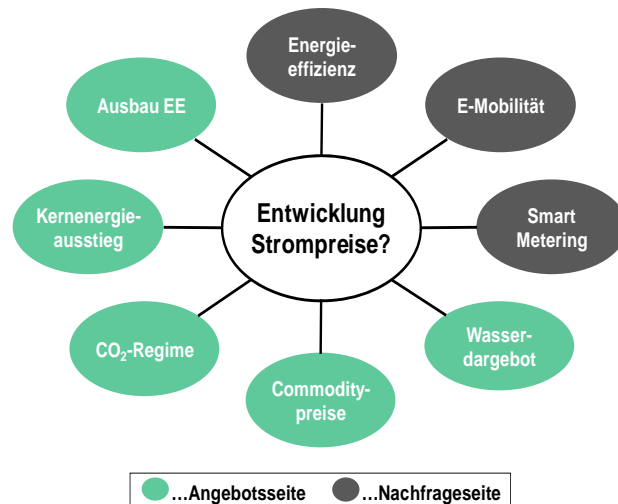 Energie-
effizienz
Ausbau EE
E-Mobilität
Kernenergie-
ausstieg
Entwicklung
Strompreise?
Smart
Metering
CO₂-Regime
Wasser-
dargebot
Commodity-
preise
...Angebotsseite
...Nachfrageseite